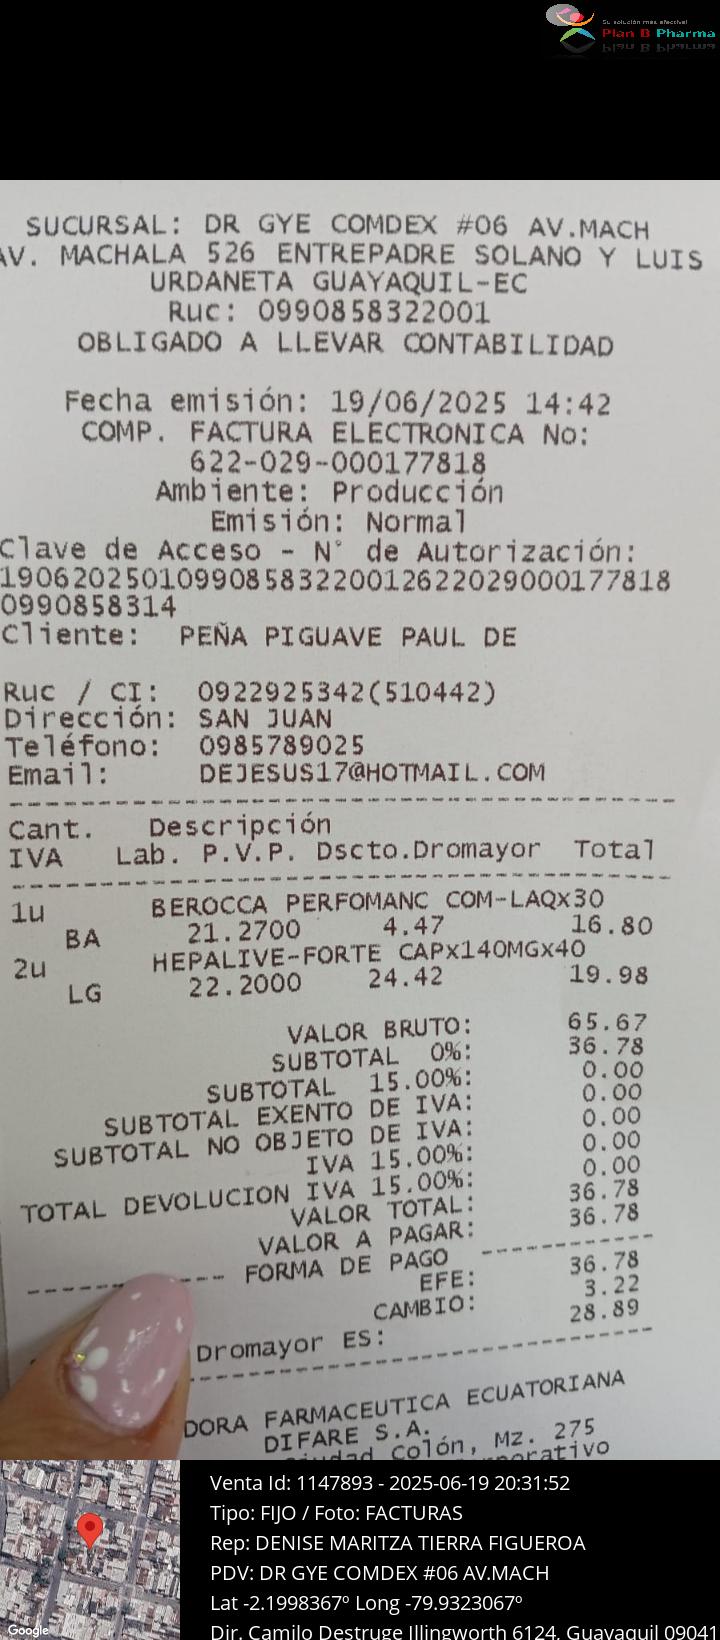 Su solución más efectiva!
Plan B Pharma
SUCURSAL: DR GYE COMDEX #06 AV.MACH
AV. MACHALA 526 ENTREPADRE SOLANO Y LUIS
URDANETA GUAYAQUIL-EC
Ruc: 0990858322001
OBLIGADO A LLEVAR CONTABILIDAD
Fecha emisión: 19/06/2025 14:42
COMP. FACTURA ELECTRONICA No:
622-029-000177818
Ambiente: Producción
Emisión: Normal
Clave de Acceso - N° de Autorización:
190620250109908583220012622029000177818
0990858314
Cliente: PEÑA PIGUAVE PAUL DE
Ruc / CI: 0922925342(510442)
Dirección: SAN JUAN
Teléfono: 0985789025
Email: DEJESUS17@HOTMAIL.COM
Cant. Descripción
IVA Lab. P.V.P. Dscto.Dromayor Total
1u BEROCCA PERFOMANC COM-LAQx30
BA 21.2700 4.47 16.80
2u HEPALIVE-FORTE CAPx140MGx40
LG 22.2000 24.42 19.98
VALOR BRUTO: 65.67
SUBTOTAL 0%: 36.78
SUBTOTAL 15.00%: 0.00
SUBTOTAL EXENTO DE IVA: 0.00
SUBTOTAL NO OBJETO DE IVA: 0.00
IVA 15.00%: 0.00
TOTAL DEVOLUCION IVA 15.00%: 0.00
VALOR TOTAL: 36.78
VALOR A PAGAR: 36.78
FORMA DE PAGO
EFE: 36.78
CAMBIO: 3.22
Dromayor ES: 28.89
DORA FARMACEUTICA ECUATORIANA
DIFARE S.A.
Ciudad Colón, Mz. 275
orporativo
Venta Id: 1147893 - 2025-06-19 20:31:52
Tipo: FIJO / Foto: FACTURAS
Rep: DENISE MARITZA TIERRA FIGUEROA
PDV: DR GYE COMDEX #06 AV.MACH
Lat -2.1998367º Long -79.9323067º
Dir. Camilo Destruge Illingworth 6124, Guayaquil 09041
Google